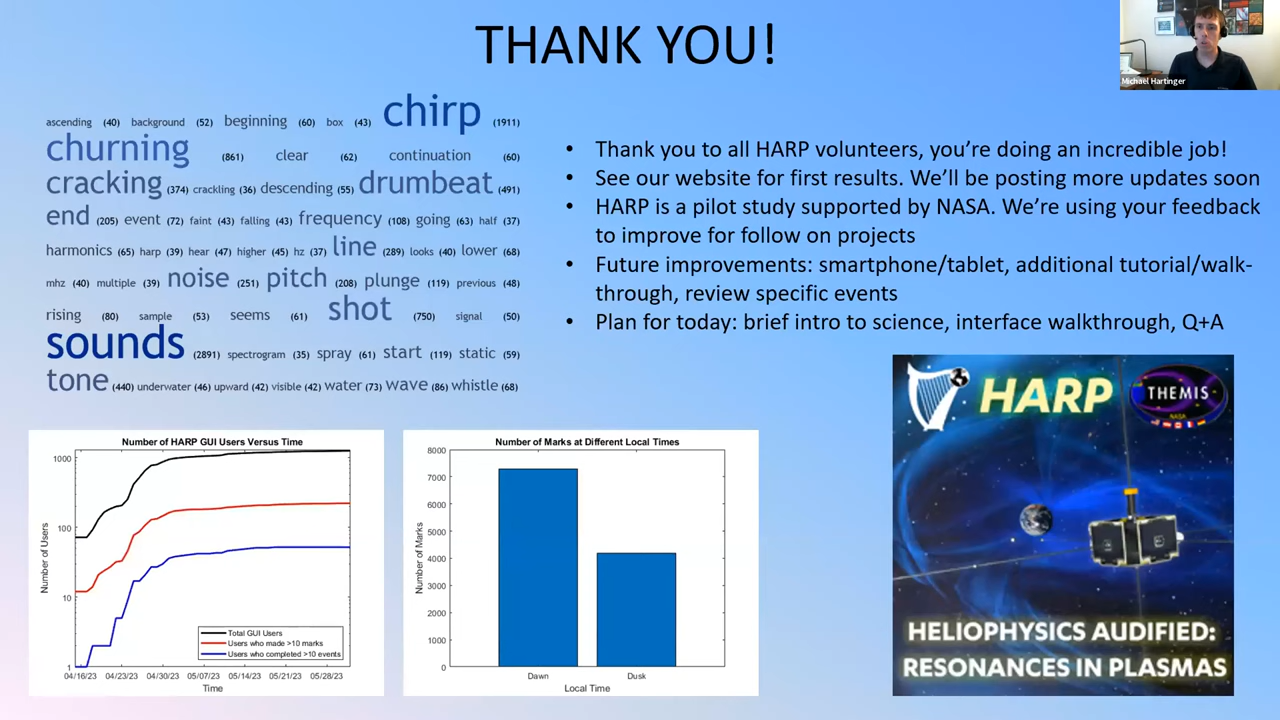 THANK YOU!
Michael Hartinger
ascending (40) background (52) beginning (60) box (43) chirp (1911)
churning (861) clear (62) continuation (60)
cracking (374) crackling (36) descending (55) drumbeat (491)
end (205) event (72) faint (43) falling (43) frequency (108) going (63) half (37)
harmonics (65) harp (39) hear (47) higher (45) hz (37) line (289) looks (40) lower (68)
mhz (40) multiple (39) noise (251) pitch (208) plunge (119) previous (48)
rising (80) sample (53) seems (61) shot (750) signal (50)
sounds (2891) spectrogram (35) spray (61) start (119) static (59)
tone (440) underwater (46) upward (42) visible (42) water (73) wave (86) whistle (68)
• Thank you to all HARP volunteers, you’re doing an incredible job!
• See our website for first results. We’ll be posting more updates soon
• HARP is a pilot study supported by NASA. We’re using your feedback
to improve for follow on projects
• Future improvements: smartphone/tablet, additional tutorial/walk-
through, review specific events
• Plan for today: brief intro to science, interface walkthrough, Q+A
Number of HARP GUI Users Versus Time
Number of Users
1000
100
10
1
Total GUI Users
Users who made >10 marks
Users who completed >10 events
04/16/23 04/23/23 04/30/23 05/07/23 05/14/23 05/21/23 05/28/23
Time
Number of Marks at Different Local Times
Number of Marks
8000
7000
6000
5000
4000
3000
2000
1000
0
Dawn Dusk
Local Time
HARP
THEMIS
NASA
HELIOPHYSICS AUDIFIED:
RESONANCES IN PLASMAS